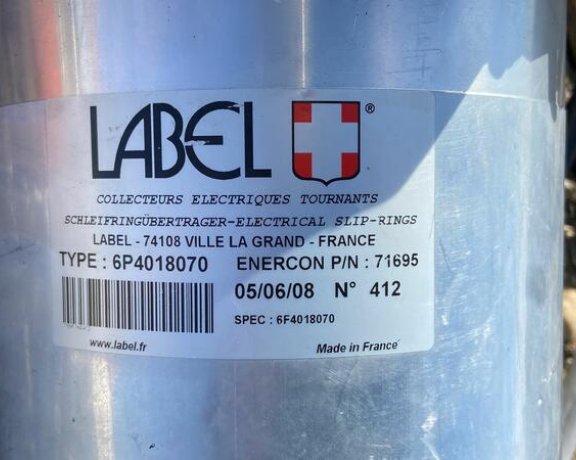 LABEL ®
COLLECTEURS ELECTRIQUES TOURNANTS
SCHLEIFRINGÜBERTRAGER-ELECTRICAL SLIP-RINGS
LABEL - 74108 VILLE LA GRAND - FRANCE
TYPE : 6P4018070 ENERCON P/N : 71695
05/06/08 N° 412
SPEC : 6F4018070
www.label.fr Made in France